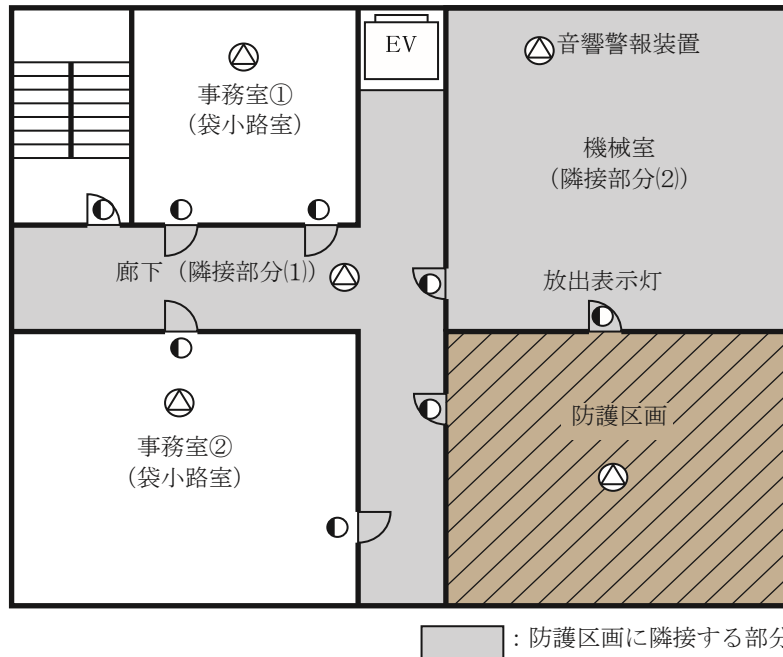 EV
音響警報装置
事務室①
（袋小路室）
機械室
（隣接部分⑵）
廊下（隣接部分⑴）
放出表示灯
防護区画
事務室②
（袋小路室）
：防護区画に隣接する部分